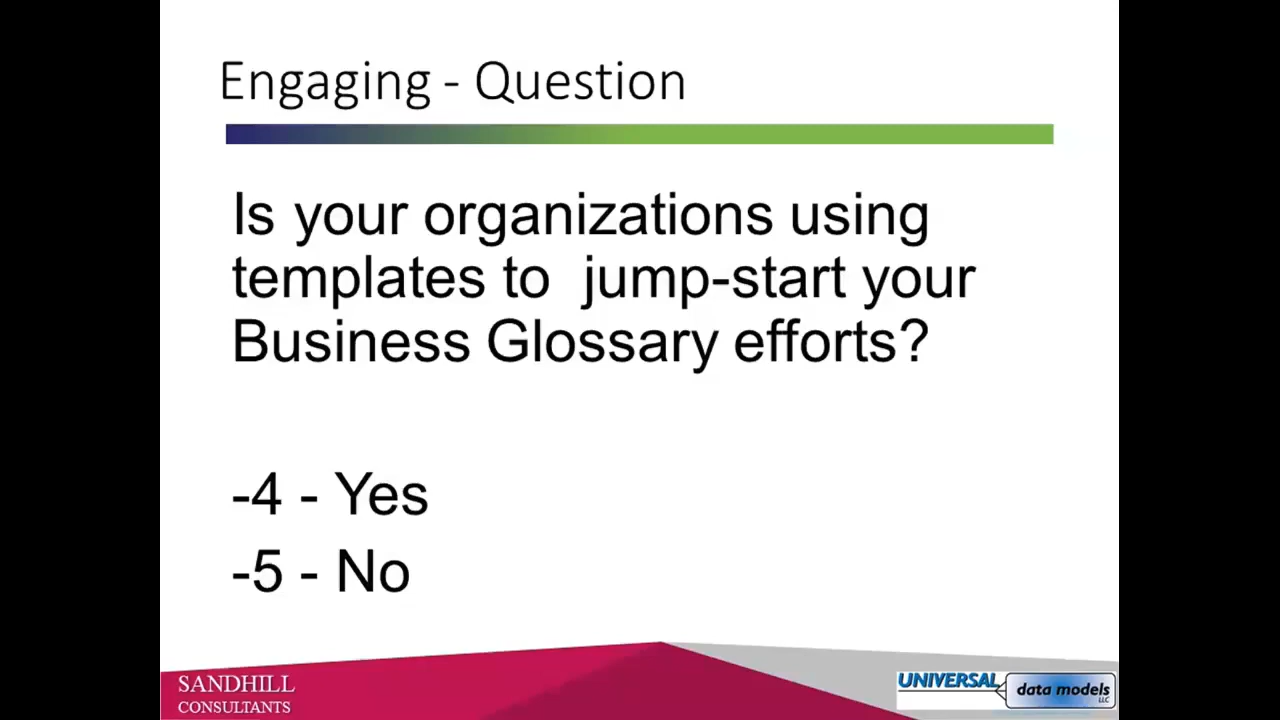 Engaging - Question
Is your organizations using
templates to  jump-start your
Business Glossary efforts?
-4 - Yes
-5 - No
SANDHILL
CONSULTANTS
UNIVERSAL
data models
LLC